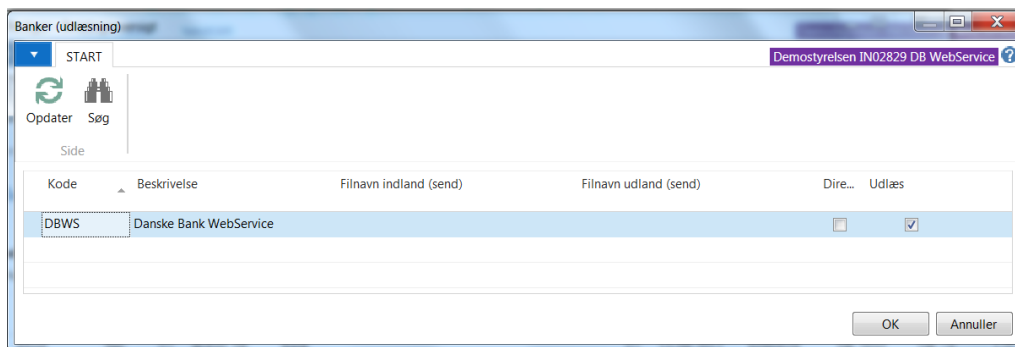 Banker (udlæsning)
START
Demostyrelsen IN02829 DB WebService
Opdater Søg
Side
Kode Beskrivelse Filnavn indland (send) Filnavn udland (send) Dire... Udlæs
DBWS Danske Bank WebService
OK Annuller